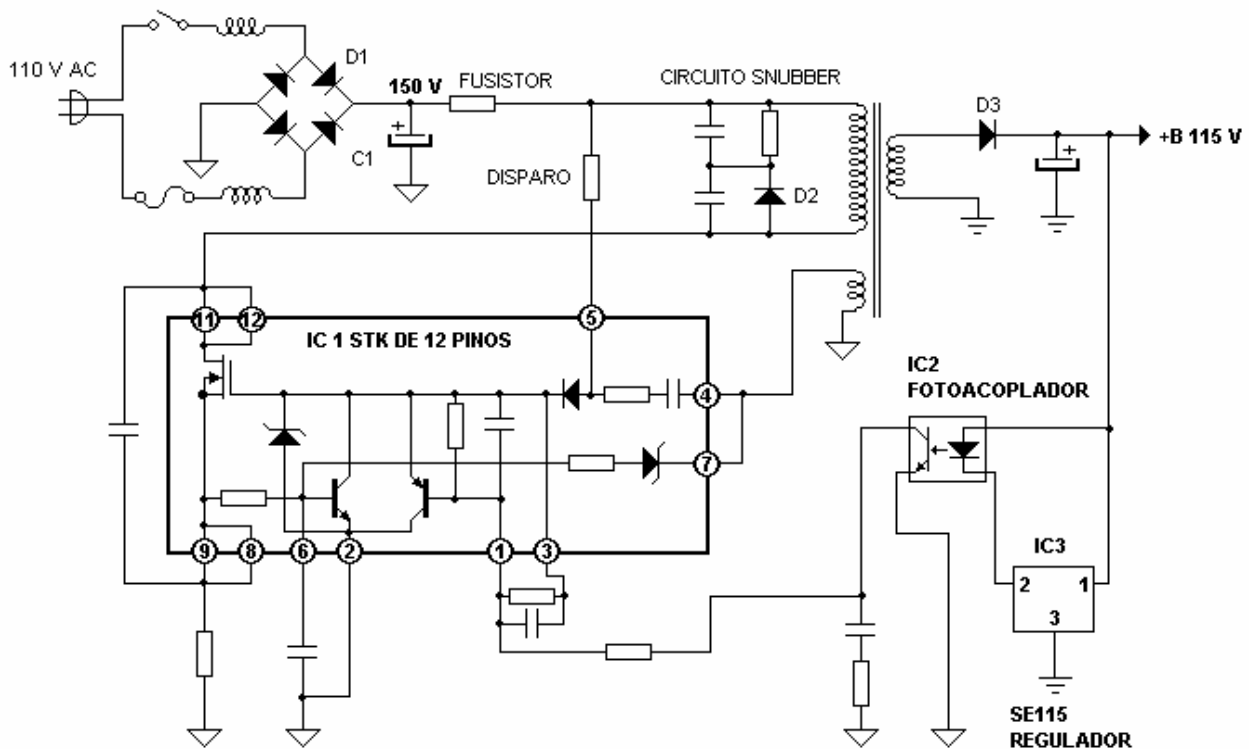 110 V AC
D1
150 V
C1
FUSISTOR
DISPARO
CIRCUITO SNUBBER
D2
D3
+
+
+B 115 V
11
12
5
IC 1 STK DE 12 PINOS
4
7
9
8
6
2
1
3
IC2
FOTOACOPLADOR
IC3
2
1
3
SE115
REGULADOR